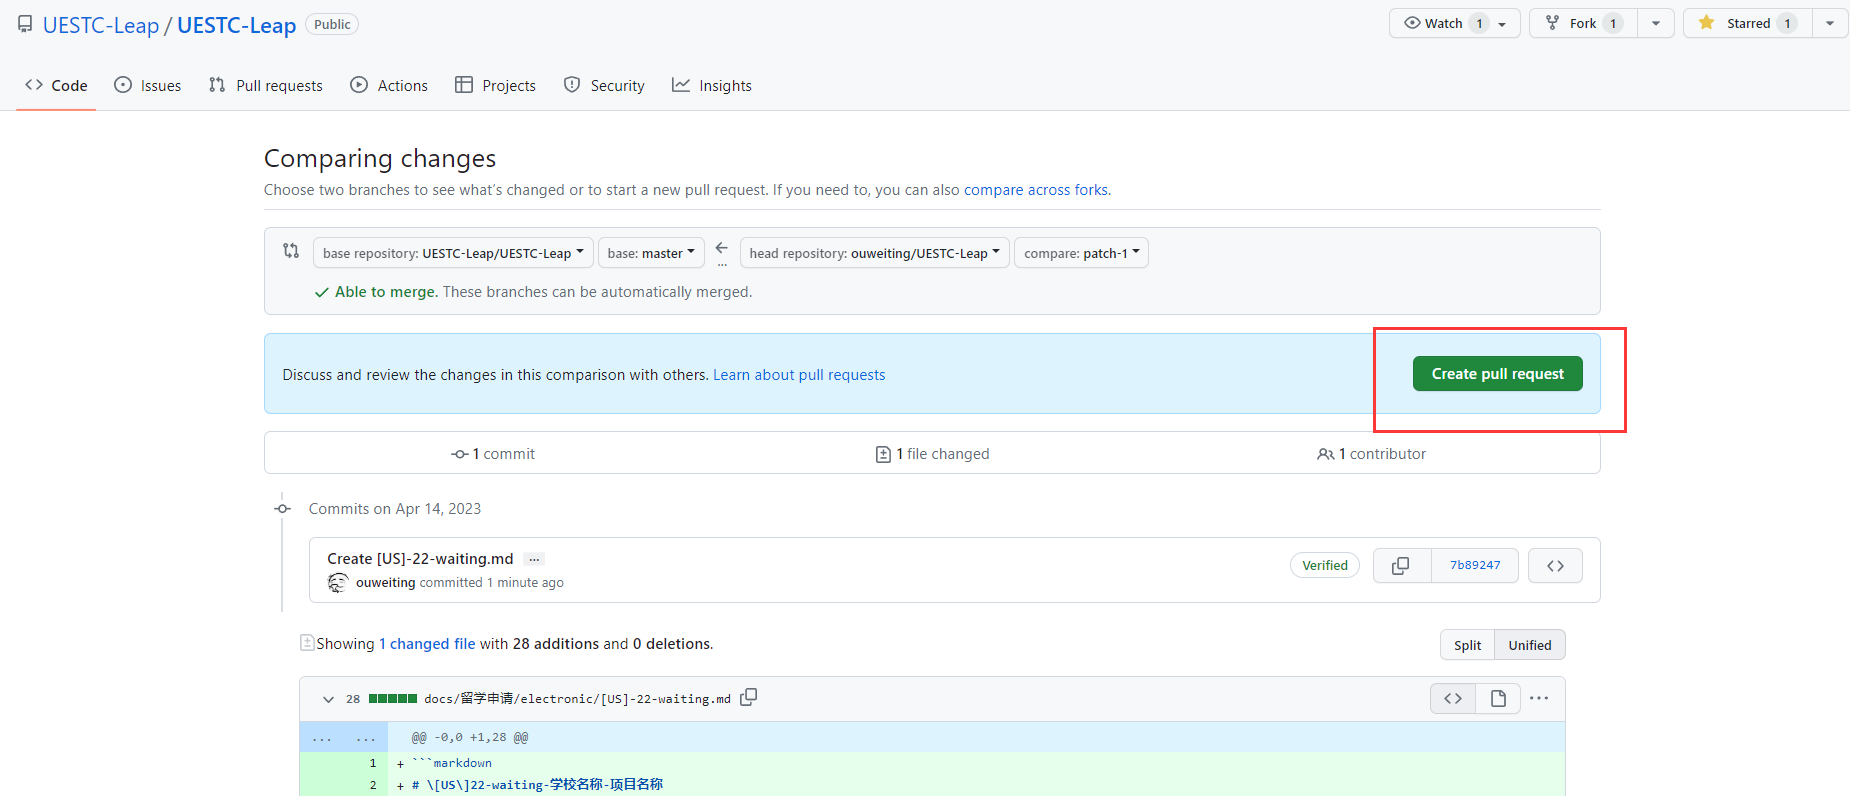 UESTC-Leap / UESTC-Leap Public Watch 1 Fork 1 Starred 1
Code Issues Pull requests Actions Projects Security Insights
Comparing changes
Choose two branches to see what's changed or to start a new pull request. If you need to, you can also compare across forks.
base repository: UESTC-Leap/UESTC-Leap base: master ... head repository: ouweiting/UESTC-Leap compare: patch-1
Able to merge. These branches can be automatically merged.
Discuss and review the changes in this comparison with others. Learn about pull requests Create pull request
1 commit 1 file changed 1 contributor
Commits on Apr 14, 2023
Create [US]-22-waiting.md ...
ouweiting committed 1 minute ago Verified 7b89247
Showing 1 changed file with 28 additions and 0 deletions. Split Unified
28 docs/留学申请/electronic/[US]-22-waiting.md
... ... @@ -0,0 +1,28 @@
1 + ```markdown
2 + # \[US\]22-waiting-学校名称-项目名称